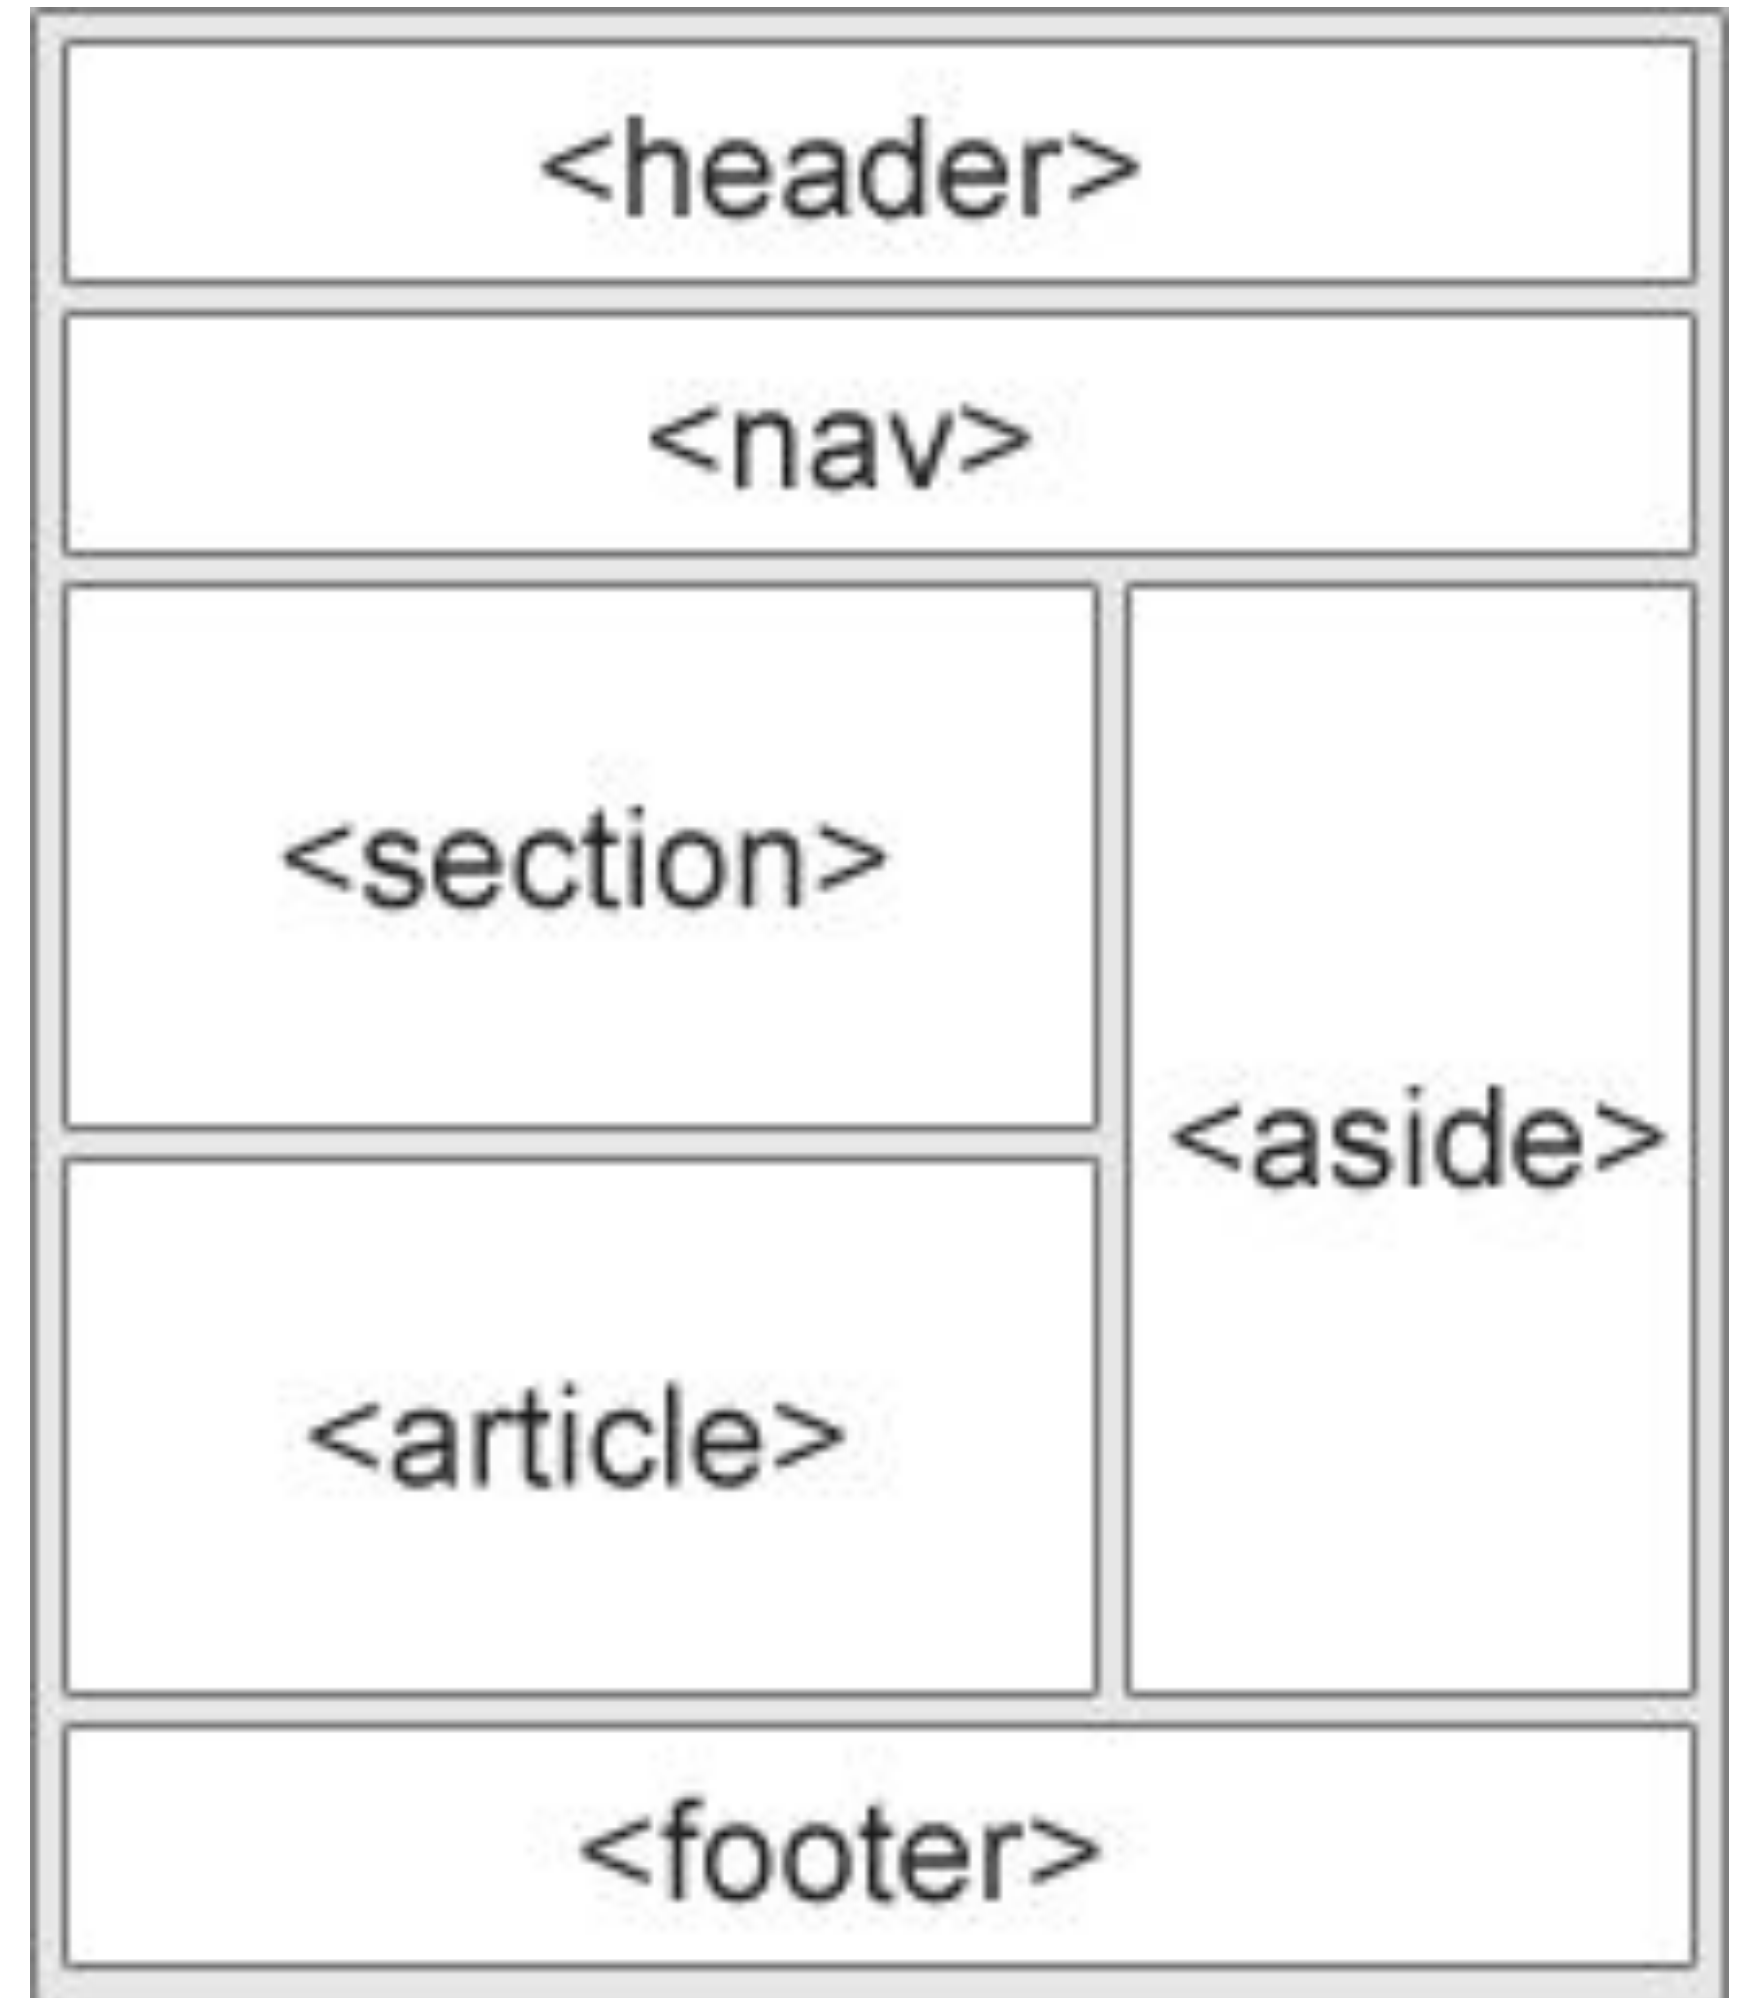 <header>
<nav>
<section>
<aside>
<article>
<footer>